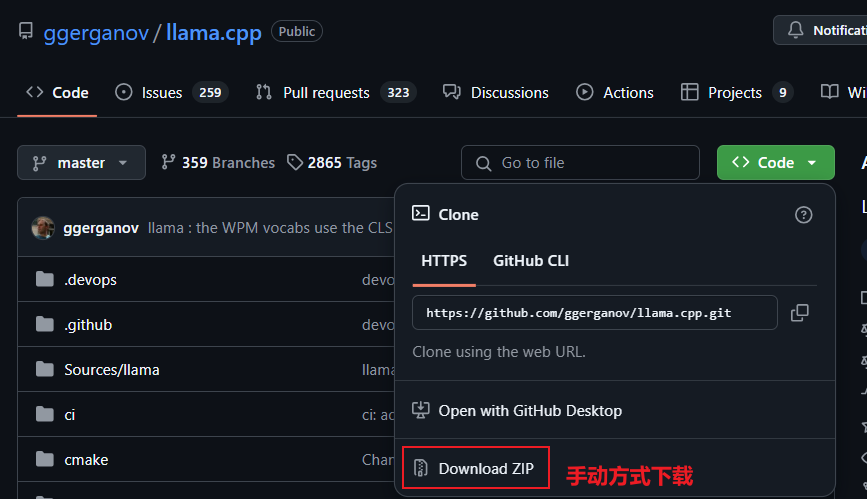 ggerganov / llama.cpp Public
Notificati
Code Issues 259 Pull requests 323 Discussions Actions Projects 9 Wi
master 359 Branches 2865 Tags Go to file Code
Clone
ggerganov llama : the WPM vocabs use the CLS
HTTPS GitHub CLI
.devops devo
https://github.com/ggerganov/llama.cpp.git
.github devo
Clone using the web URL.
Sources/llama llama
Open with GitHub Desktop
ci ci: ad
cmake Chan
Download ZIP 手动方式下载